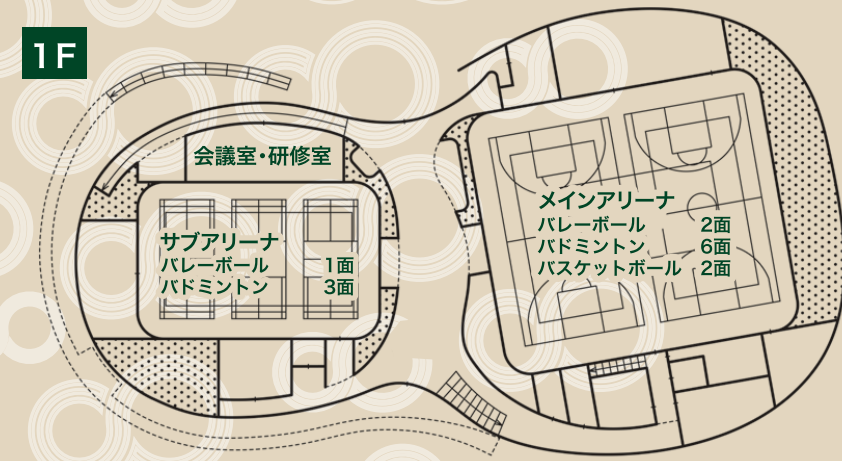 1F
会議室・研修室
サブアリーナ
バレーボール 1面
バドミントン 3面
メインアリーナ
バレーボール 2面
バドミントン 6面
バスケットボール 2面